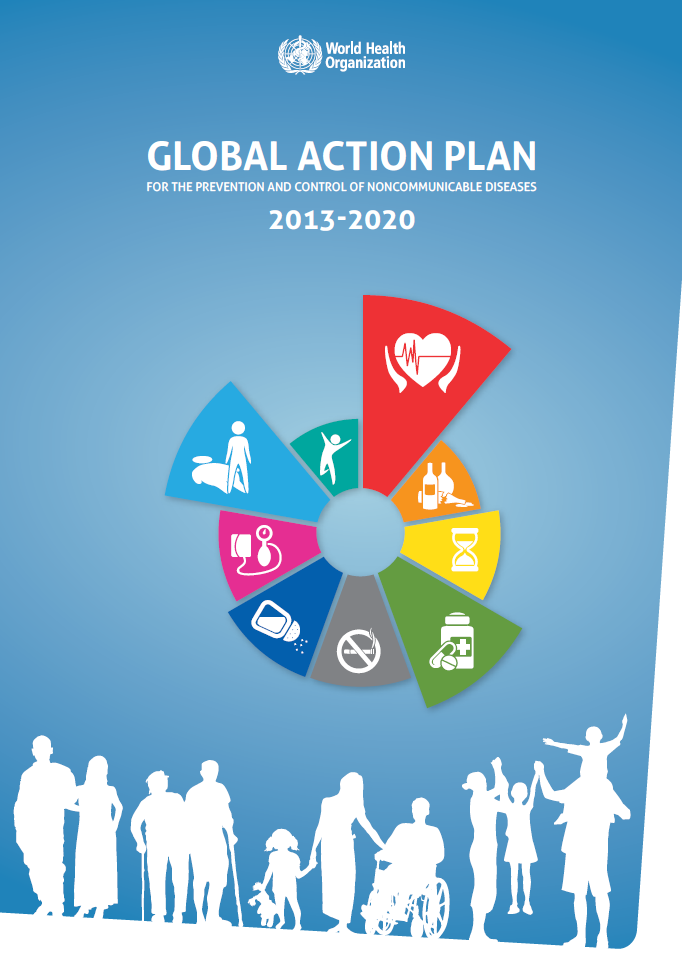 World Health
Organization
GLOBAL ACTION PLAN
FOR THE PREVENTION AND CONTROL OF NONCOMMUNICABLE DISEASES
2013-2020